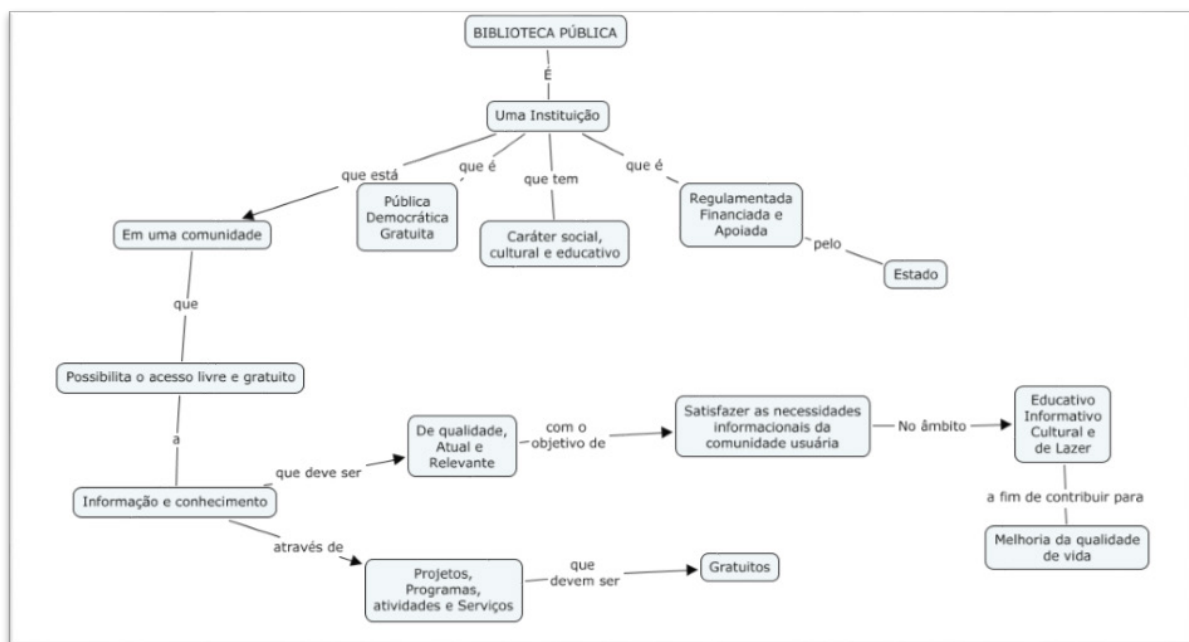 BIBLIOTECA PÚBLICA
É
Uma Instituição
que está
que é
que tem
que é
Em uma comunidade
Pública
Democrática
Gratuita
Caráter social,
cultural e educativo
Regulamentada
Financiada e
Apoiada
pelo
Estado
que
Possibilita o acesso livre e gratuito
a
Informação e conhecimento
que deve ser
De qualidade,
Atual e
Relevante
com o
objetivo de
Satisfazer as necessidades
informacionais da
comunidade usuária
No âmbito
Educativo
Informativo
Cultural e
de Lazer
a fim de contribuir para
Melhoria da qualidade
de vida
através de
Projetos,
Programas,
atividades e Serviços
que
devem ser
Gratuitos